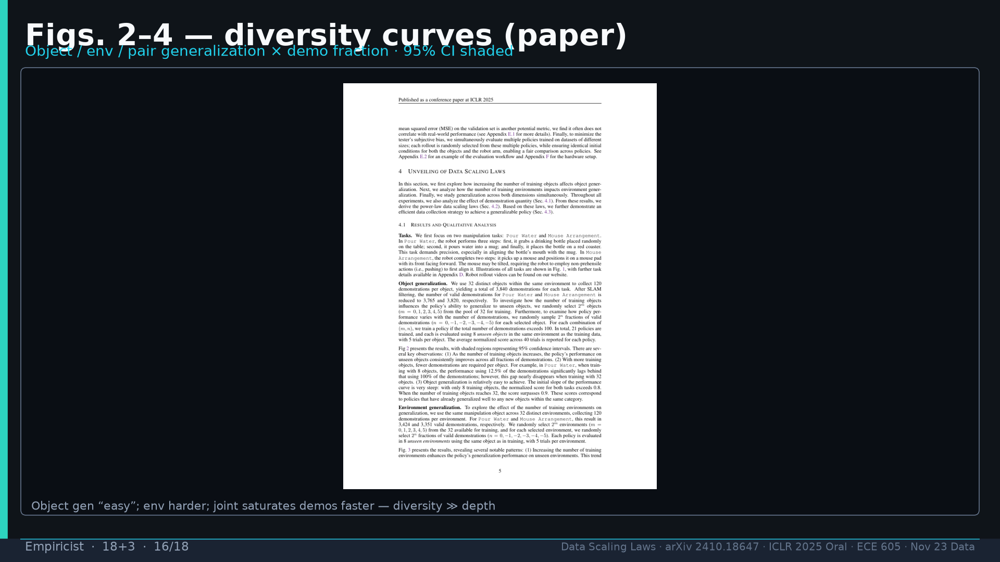 Figs. 2–4 — diversity curves (paper)
Object / env / pair generalization × demo fraction · 95% CI shaded
Published as a conference paper at ICLR 2025
mean squared error (MSE) on the validation set is another potential metric, we find it often does not
correlate with real-world performance (see Appendix E.1 for more details). Finally, to minimize the
tester's subjective bias, we simultaneously evaluate multiple policies trained on datasets of different
sizes; each rollout is randomly selected from these multiple policies, while ensuring identical initial
conditions for both the objects and the robot arm, enabling a fair comparison across policies. See
Appendix E.2 for an example of the evaluation workflow and Appendix F for the hardware setup.
4 UNVEILING OF DATA SCALING LAWS
In this section, we first explore how increasing the number of training objects affects object gener-
alization. Next, we analyze how the number of training environments impacts environment gener-
alization. Finally, we study generalization across both dimensions simultaneously. Throughout all
experiments, we also analyze the effect of demonstration quantity (Sec. 4.1). From these results, we
derive the power-law data scaling laws (Sec. 4.2). Based on these laws, we further demonstrate an
efficient data collection strategy to achieve a generalizable policy (Sec. 4.3).
4.1 RESULTS AND QUALITATIVE ANALYSIS
Tasks. We first focus on two manipulation tasks: Pour Water and Mouse Arrangement.
In Pour Water, the robot performs three steps: first, it grabs a drinking bottle placed randomly
on the table; second, it pours water into a mug; and finally, it places the bottle on a red coaster.
This task demands precision, especially in aligning the bottle's mouth with the mug. In Mouse
Arrangement, the robot completes two steps: it picks up a mouse and positions it on a mouse pad
with its front facing forward. The mouse may be tilted, requiring the robot to employ non-prehensile
actions (i.e., pushing) to first align it. Illustrations of all tasks are shown in Fig. 1, with further task
details available in Appendix D. Robot rollout videos can be found on our website.
Object generalization. We use 32 distinct objects within the same environment to collect 120
demonstrations per object, yielding a total of 3,840 demonstrations for each task. After SLAM
filtering, the number of valid demonstrations for Pour Water and Mouse Arrangement is
reduced to 3,765 and 3,820, respectively. To investigate how the number of training objects
influences the policy's ability to generalize to unseen objects, we randomly select 2^m objects
(m = 0, 1, 2, 3, 4, 5) from the pool of 32 for training. Furthermore, to examine how policy per-
formance varies with the number of demonstrations, we randomly sample 2^n fractions of valid
demonstrations (n = 0, −1, −2, −3, −4, −5) for each selected object. For each combination of
(m, n), we train a policy if the total number of demonstrations exceeds 100. In total, 21 policies are
trained, and each is evaluated using 8 unseen objects in the same environment as the training data,
with 5 trials per object. The average normalized score across 40 trials is reported for each policy.
Fig 2 presents the results, with shaded regions representing 95% confidence intervals. There are sev-
eral key observations: (1) As the number of training objects increases, the policy's performance on
unseen objects consistently improves across all fractions of demonstrations. (2) With more training
objects, fewer demonstrations are required per object. For example, in Pour Water, when train-
ing with 8 objects, the performance using 12.5% of the demonstrations significantly lags behind
that using 100% of the demonstrations; however, this gap nearly disappears when training with 32
objects. (3) Object generalization is relatively easy to achieve. The initial slope of the performance
curve is very steep: with only 8 training objects, the normalized score for both tasks exceeds 0.8.
When the number of training objects reaches 32, the score surpasses 0.9. These scores correspond
to policies that have already generalized well to any new objects within the same category.
Environment generalization. To explore the effect of the number of training environments on
generalization, we use the same manipulation object across 32 distinct environments, collecting 120
demonstrations per environment. For Pour Water and Mouse Arrangement, this result in
3,424 and 3,351 valid demonstrations, respectively. We randomly select 2^m environments (m =
0, 1, 2, 3, 4, 5) from the 32 available for training, and for each selected environment, we randomly
select 2^n fractions of vaild demonstrations (n = 0, −1, −2, −3, −4, −5). Each policy is evaluated
in 8 unseen environments using the same object as in training, with 5 trials per environment.
Fig. 3 presents the results, revealing several notable patterns: (1) Increasing the number of training
environments enhances the policy's generalization performance on unseen environments. This trend
5
Object gen “easy”; env harder; joint saturates demos faster — diversity ≫ depth
Empiricist · 18+3 · 16/18
Data Scaling Laws · arXiv 2410.18647 · ICLR 2025 Oral · ECE 605 · Nov 23 Data